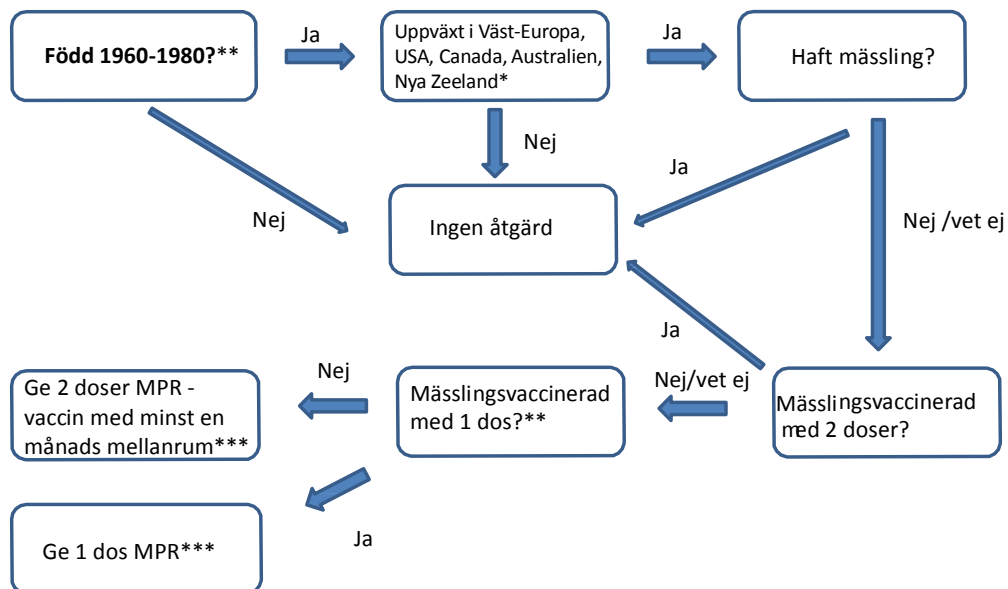 Född 1960-1980?**
Ja
Uppväxt i Väst-Europa,
USA, Canada, Australien,
Nya Zeeland*
Ja
Haft mässling?
Nej
Nej
Ja
Ingen åtgärd
Nej /vet ej
Ja
Ge 2 doser MPR -
vaccin med minst en
månads mellanrum***
Nej
Mässlingsvaccinerad
med 1 dos?**
Nej/vet ej
Mässlingsvaccinerad
med 2 doser?
Ja
Ge 1 dos MPR***